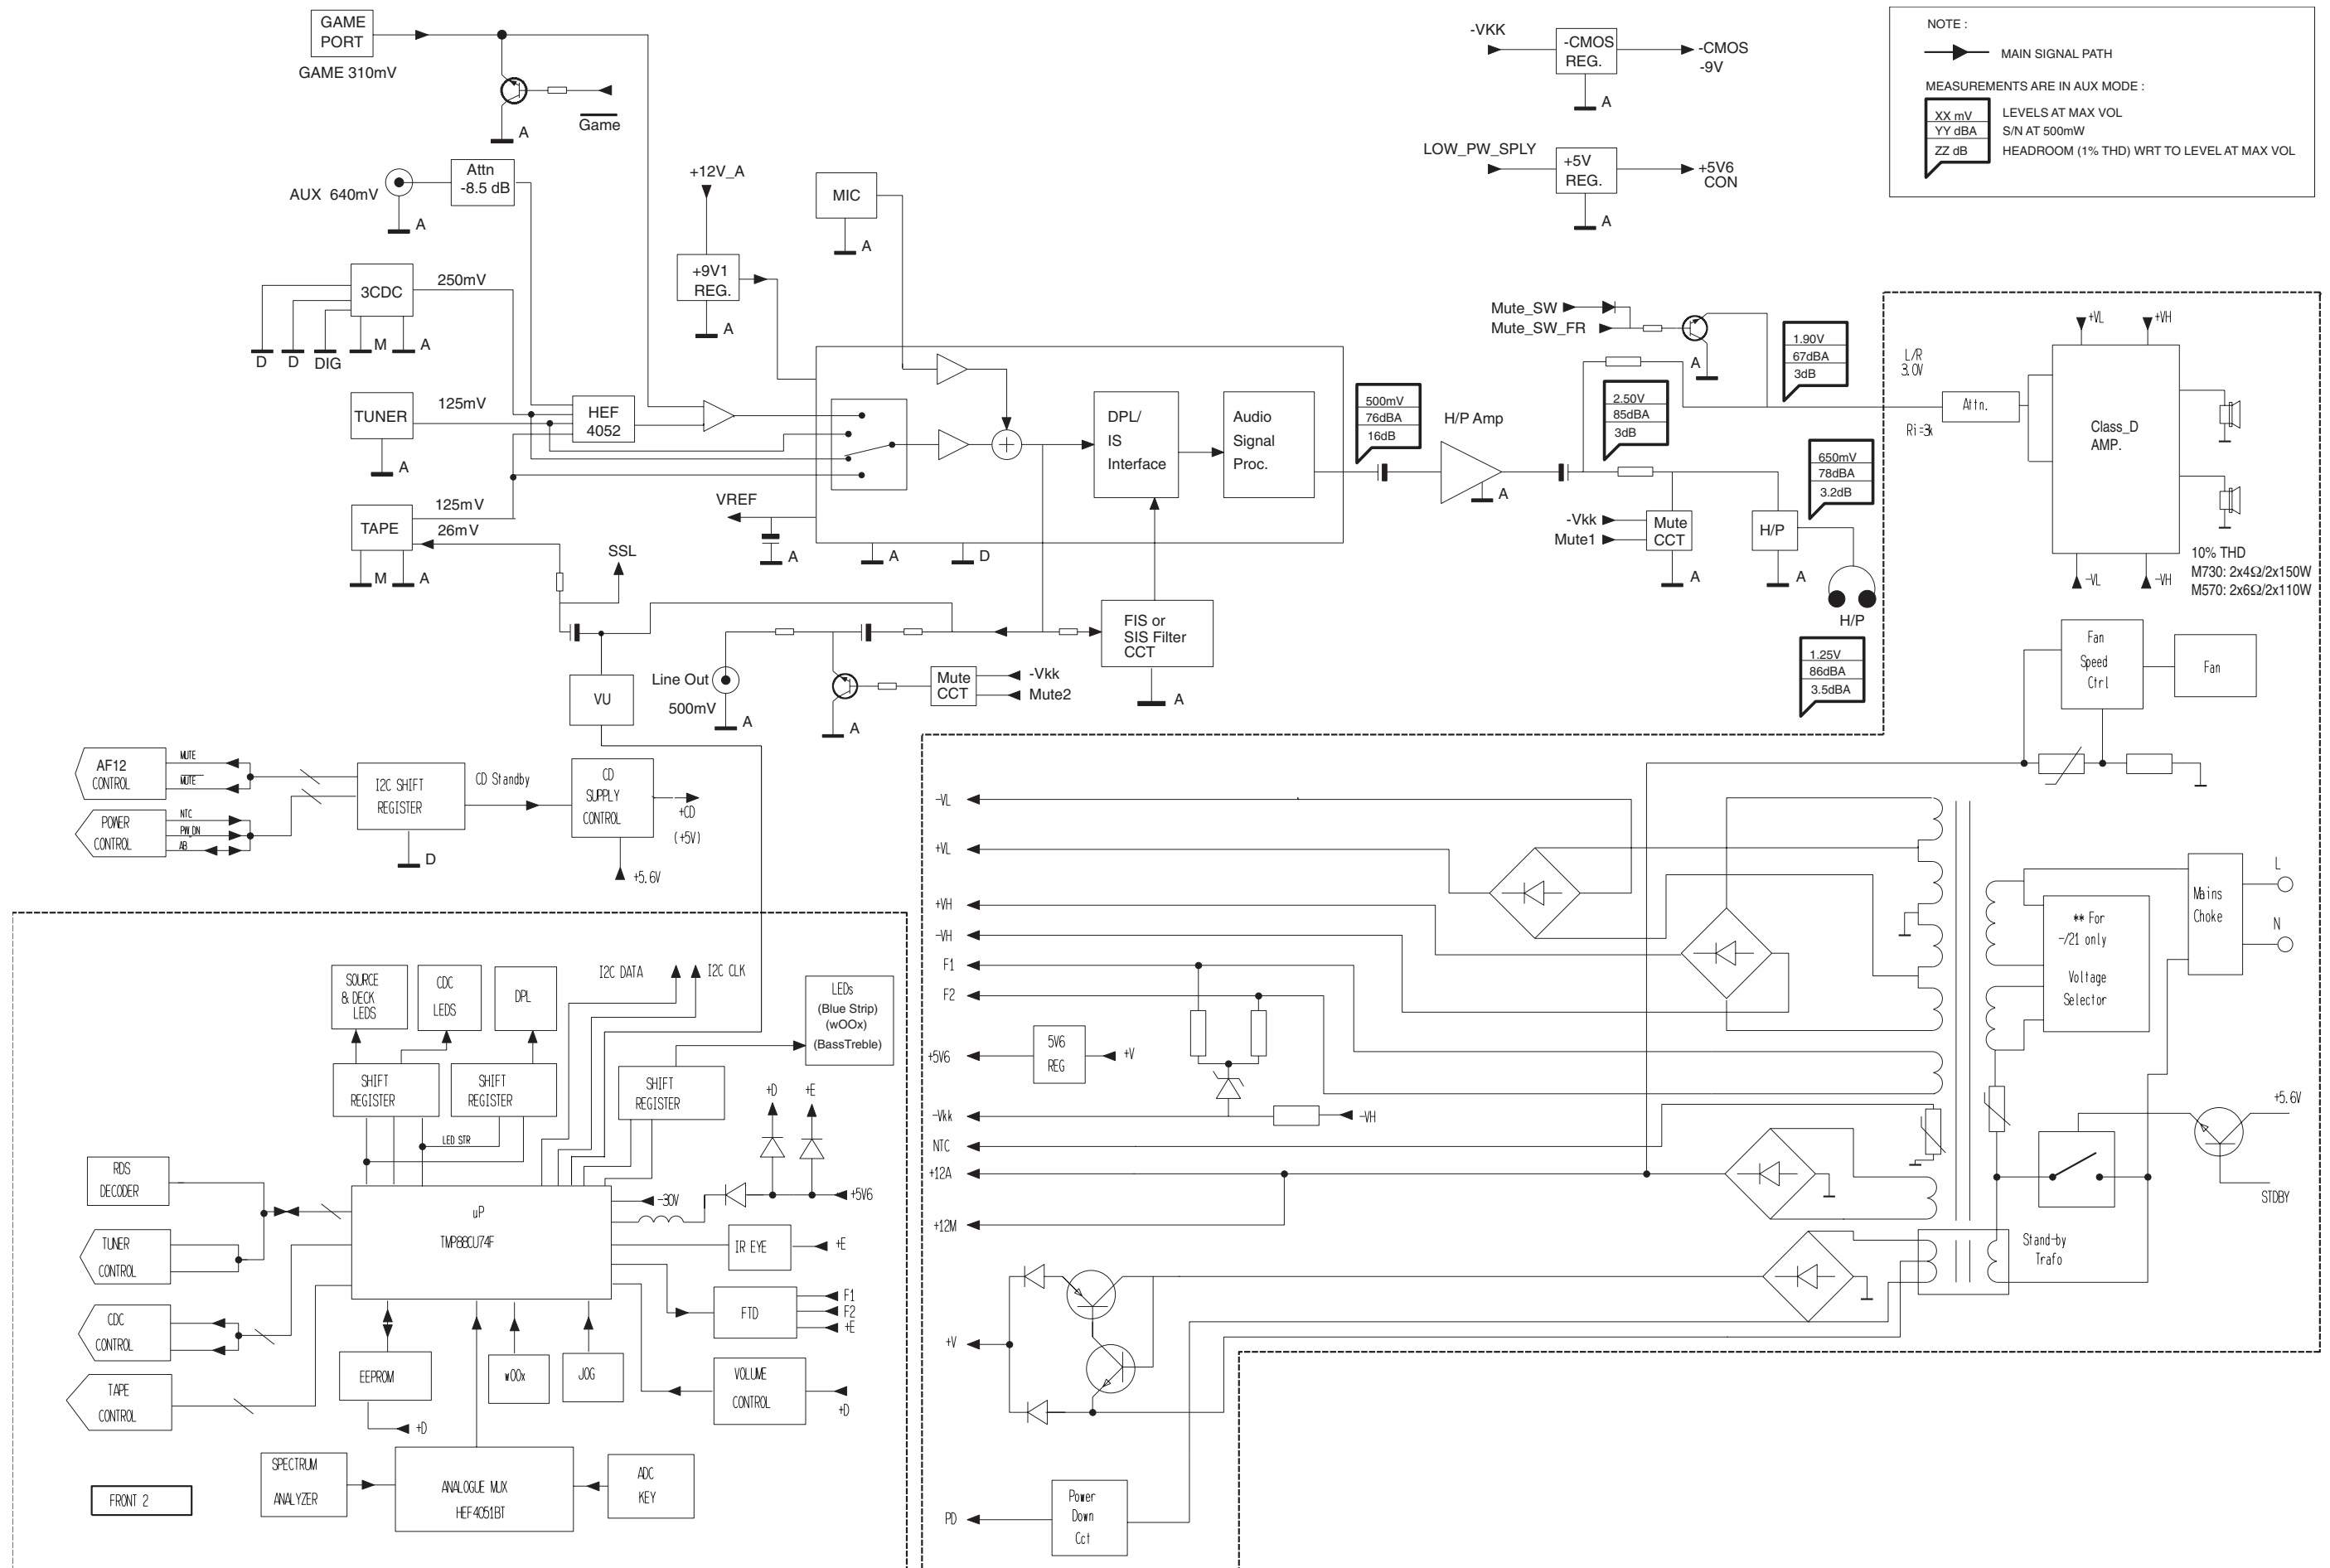 GAME
PORT
GAME 310mV
A
Game
AUX 640mV
Attn
-8.5 dB
A
3CDC
250mV
D
D
DIG
M
A
TUNER
125mV
A
HEF
4052
TAPE
125mV
26mV
M
A
SSL
+12V_A
+9V1
REG.
A
MIC
A
VREF
A
A
D
DPL/
IS
Interface
Audio
Signal
Proc.
FIS or
SIS Filter
CCT
A
VU
Line Out
500mV
A
A
Mute
CCT
-Vkk
Mute2
-VKK
-CMOS
REG.
-CMOS
-9V
A
LOW_PW_SPLY
+5V
REG.
+5V6
CON
A
NOTE :
MAIN SIGNAL PATH
MEASUREMENTS ARE IN AUX MODE :
XX mV
YY dBA
ZZ dB
LEVELS AT MAX VOL
S/N AT 500mW
HEADROOM (1% THD) WRT TO LEVEL AT MAX VOL
500mV
76dBA
16dB
H/P Amp
A
Mute_SW
Mute_SW_FR
A
2.50V
85dBA
3dB
1.90V
67dBA
3dB
-Vkk
Mute1
Mute
CCT
A
H/P
A
650mV
78dBA
3.2dB
H/P
1.25V
86dBA
3.5dBA
L/R
3.0V
Ri=3k
Attn.
+VL
+VH
Class_D
AMP.
-VL
-VH
10% THD
M730: 2x4Ω/2x150W
M570: 2x6Ω/2x110W
Fan
Speed
Ctrl
Fan
AF12
CONTROL
MUTE
MUTE
POWER
CONTROL
NTC
PW_DN
AB
I2C SHIFT
REGISTER
D
CD Standby
CD
SUPPLY
CONTROL
+CD
(+5V)
+5.6V
SOURCE
& DECK
LEDS
CDC
LEDS
DPL
I2C DATA
I2C CLK
LEDs
(Blue Strip)
(wOOx)
(BassTreble)
SHIFT
REGISTER
SHIFT
REGISTER
SHIFT
REGISTER
LED STR
+D
+E
-30V
+5V6
RDS
DECODER
TUNER
CONTROL
CDC
CONTROL
TAPE
CONTROL
uP
TMP88CU74F
IR EYE
+E
FTD
F1
F2
+E
EEPROM
+D
wOOx
JOG
VOLUME
CONTROL
+D
SPECTRUM
ANALYZER
ANALOGUE MUX
HEF4051BT
ADC
KEY
FRONT 2
-VL
+VL
+VH
-VH
F1
F2
+5V6
5V6
REG
+V
-Vkk
-VH
NTC
+12A
+12M
+V
PD
Power
Down
Cct
** For
-/21 only
Voltage
Selector
Mains
Choke
L
N
+5.6V
STDBY
Stand-by
Trafo